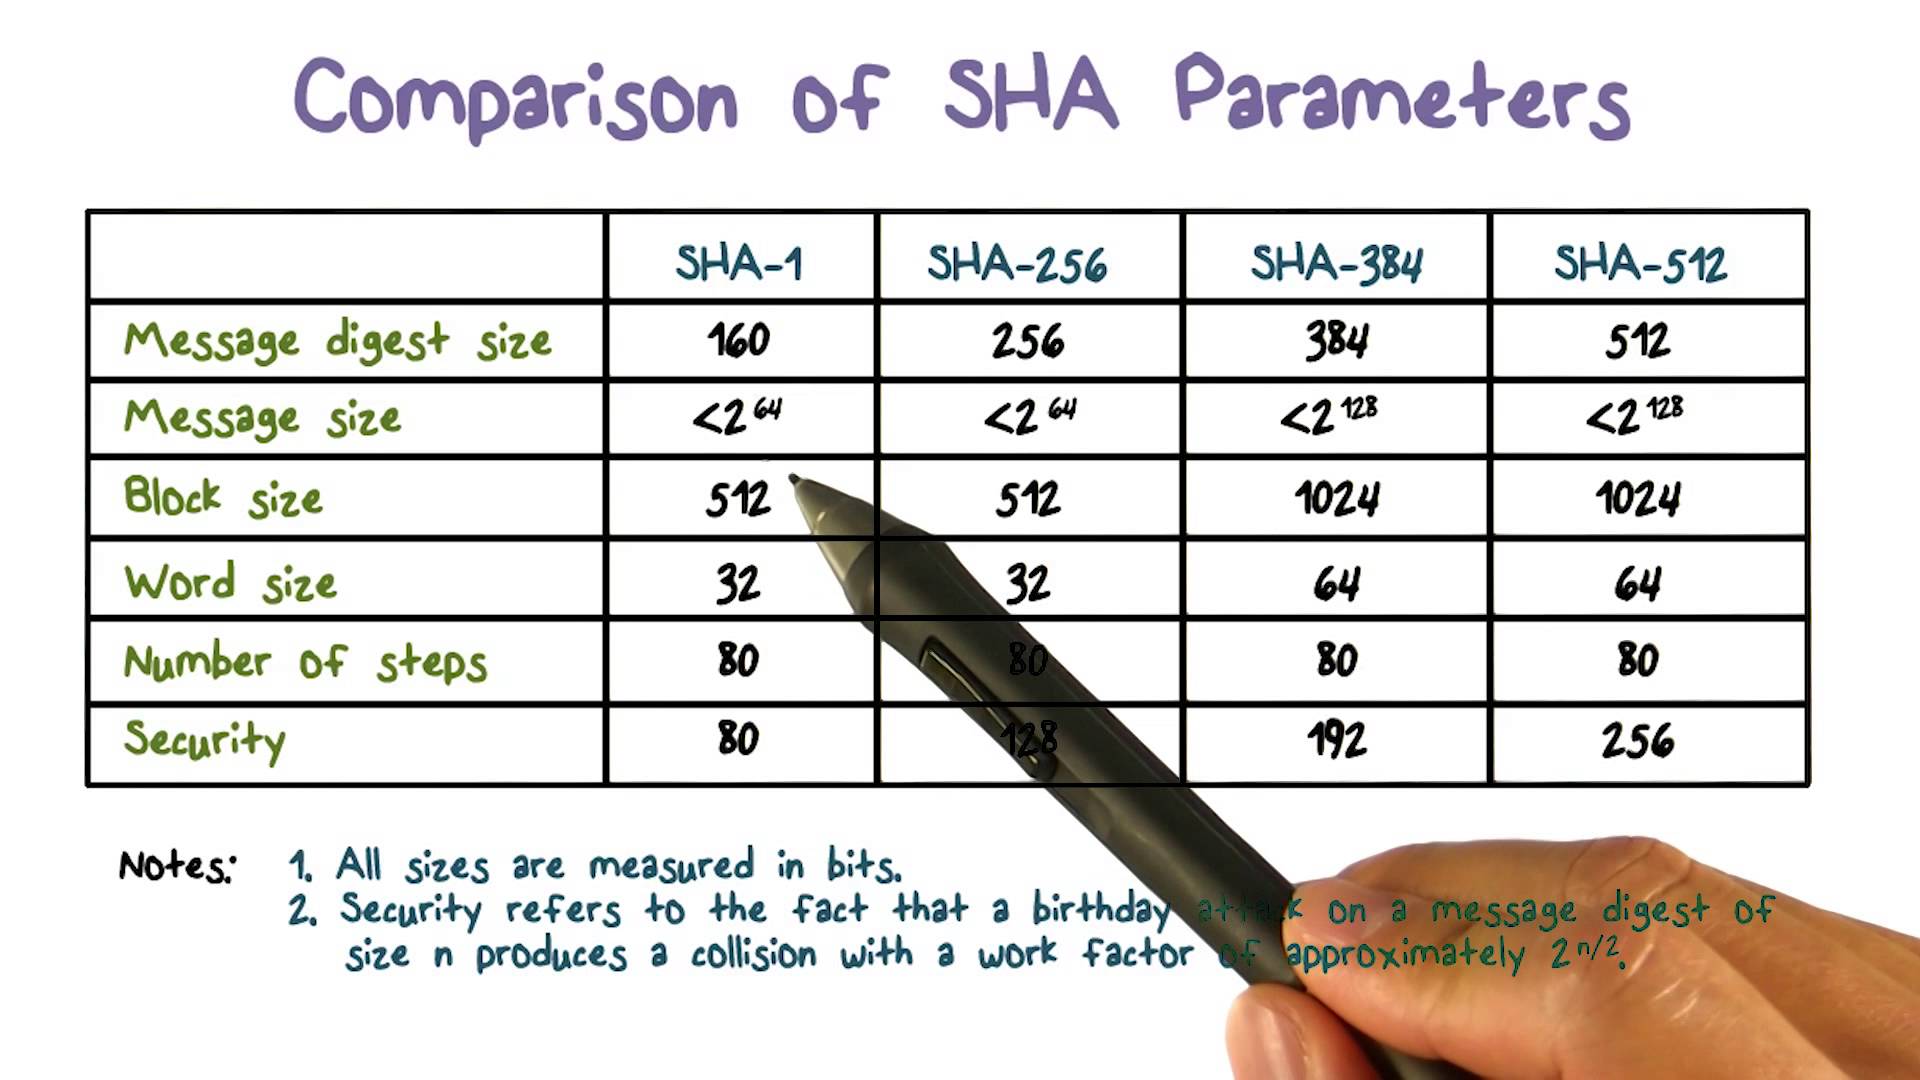 Comparison of SHA Parameters
SHA-1 SHA-256 SHA-384 SHA-512
Message digest size 160 256 384 512
Message size <2^64 <2^64 <2^128 <2^128
Block size 512 512 1024 1024
Word size 32 32 64 64
Number of steps 80 80 80 80
Security 80 128 192 256
Notes: 1. All sizes are measured in bits.
2. Security refers to the fact that a birthday attack on a message digest of
size n produces a collision with a work factor of approximately 2^n/2.